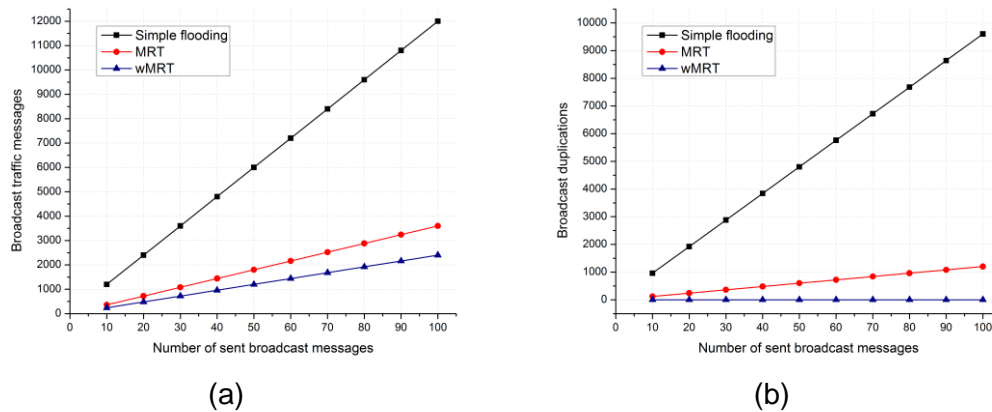 12000
11000
10000
9000
8000
7000
6000
5000
4000
3000
2000
1000
0
Broadcast traffic messages
Simple flooding
MRT
wMRT
0 10 20 30 40 50 60 70 80 90 100
Number of sent broadcast messages
(a)
10000
9000
8000
7000
6000
5000
4000
3000
2000
1000
0
Broadcast duplications
Simple flooding
MRT
wMRT
0 10 20 30 40 50 60 70 80 90 100
Number of sent broadcast messages
(b)